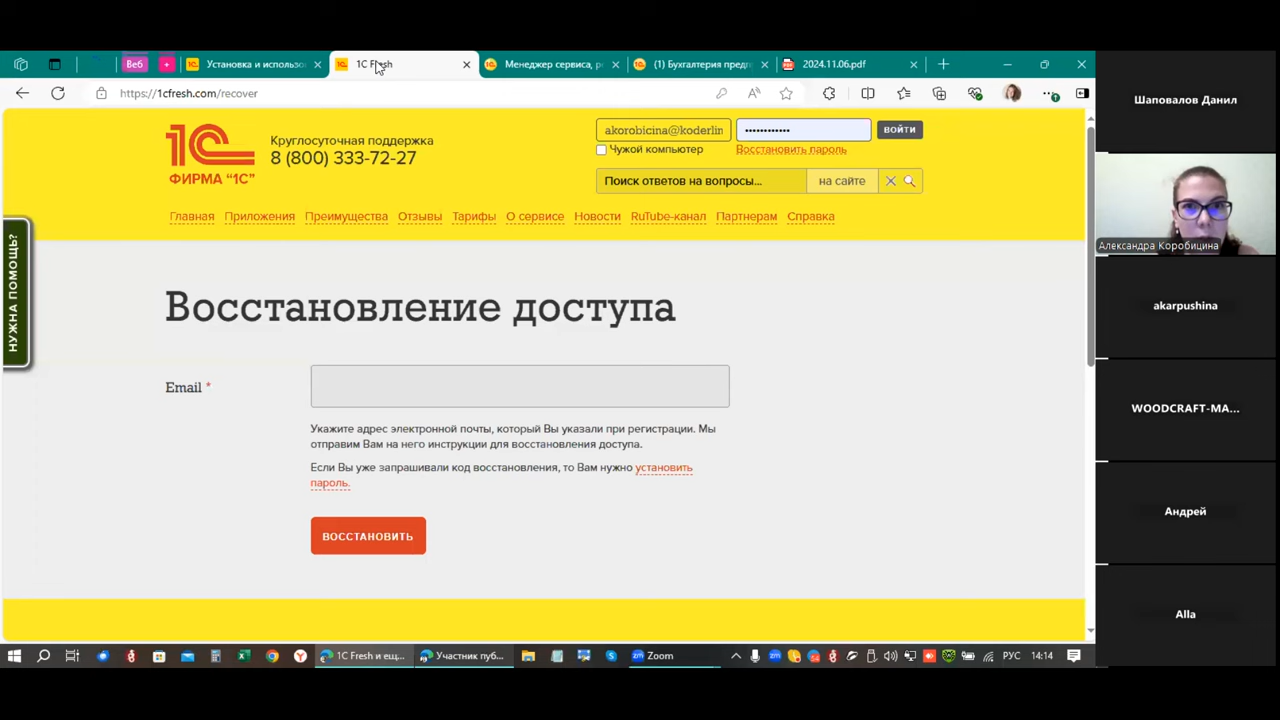 Веб
Установка и использо
1C Fresh
Менеджер сервиса, р
(1) Бухгалтерия предп
2024.11.06.pdf
https://1cfresh.com/recover
1С
ФИРМА "1С"
Круглосуточная поддержка
8 (800) 333-72-27
akorobicina@koderlin
ВОЙТИ
Чужой компьютер
Восстановить пароль
Поиск ответов на вопросы...
на сайте
Главная
Приложения
Преимущества
Отзывы
Тарифы
О сервисе
Новости
RuTube-канал
Партнерам
Справка
НУЖНА ПОМОЩЬ?
Восстановление доступа
Email *
Укажите адрес электронной почты, который Вы указали при регистрации. Мы
отправим Вам на него инструкции для восстановления доступа.
Если Вы уже запрашивали код восстановления, то Вам нужно установить
пароль.
ВОССТАНОВИТЬ
Шаповалов Данил
Александра Коробицина
akarpushina
WOODCRAFT-MA...
Андрей
Alla
1C Fresh и ещ...
Участник пуб...
Zoom
РУС
14:14